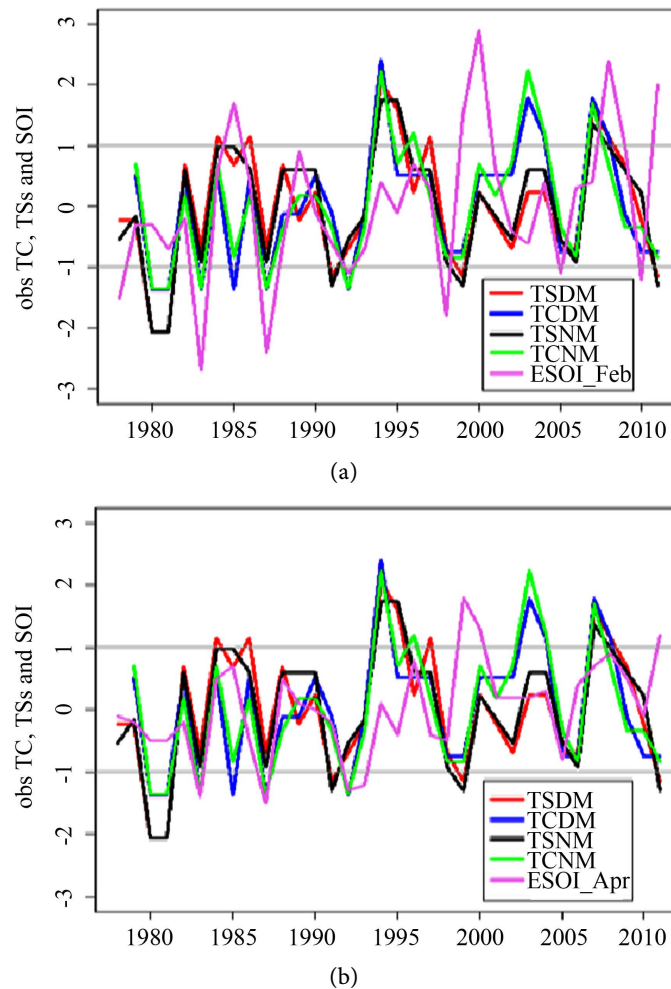 3
2
1
0
-1
-2
-3
obs TC, TSs and SOI
TSDM
TCDM
TSNM
TCNM
ESOI_Feb
1980 1985 1990 1995 2000 2005 2010
(a)
3
2
1
0
-1
-2
-3
obs TC, TSs and SOI
TSDM
TCDM
TSNM
TCNM
ESOI_Apr
1980 1985 1990 1995 2000 2005 2010
(b)